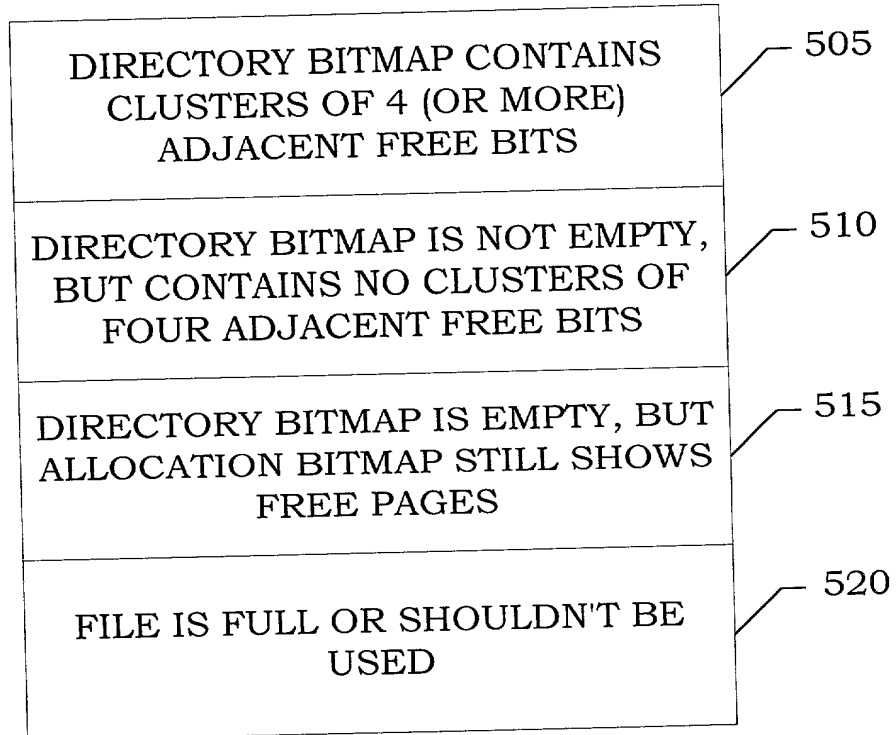 DIRECTORY BITMAP CONTAINS
CLUSTERS OF 4 (OR MORE)
ADJACENT FREE BITS
505
DIRECTORY BITMAP IS NOT EMPTY,
BUT CONTAINS NO CLUSTERS OF
FOUR ADJACENT FREE BITS
510
DIRECTORY BITMAP IS EMPTY, BUT
ALLOCATION BITMAP STILL SHOWS
FREE PAGES
515
FILE IS FULL OR SHOULDN'T BE
USED
520